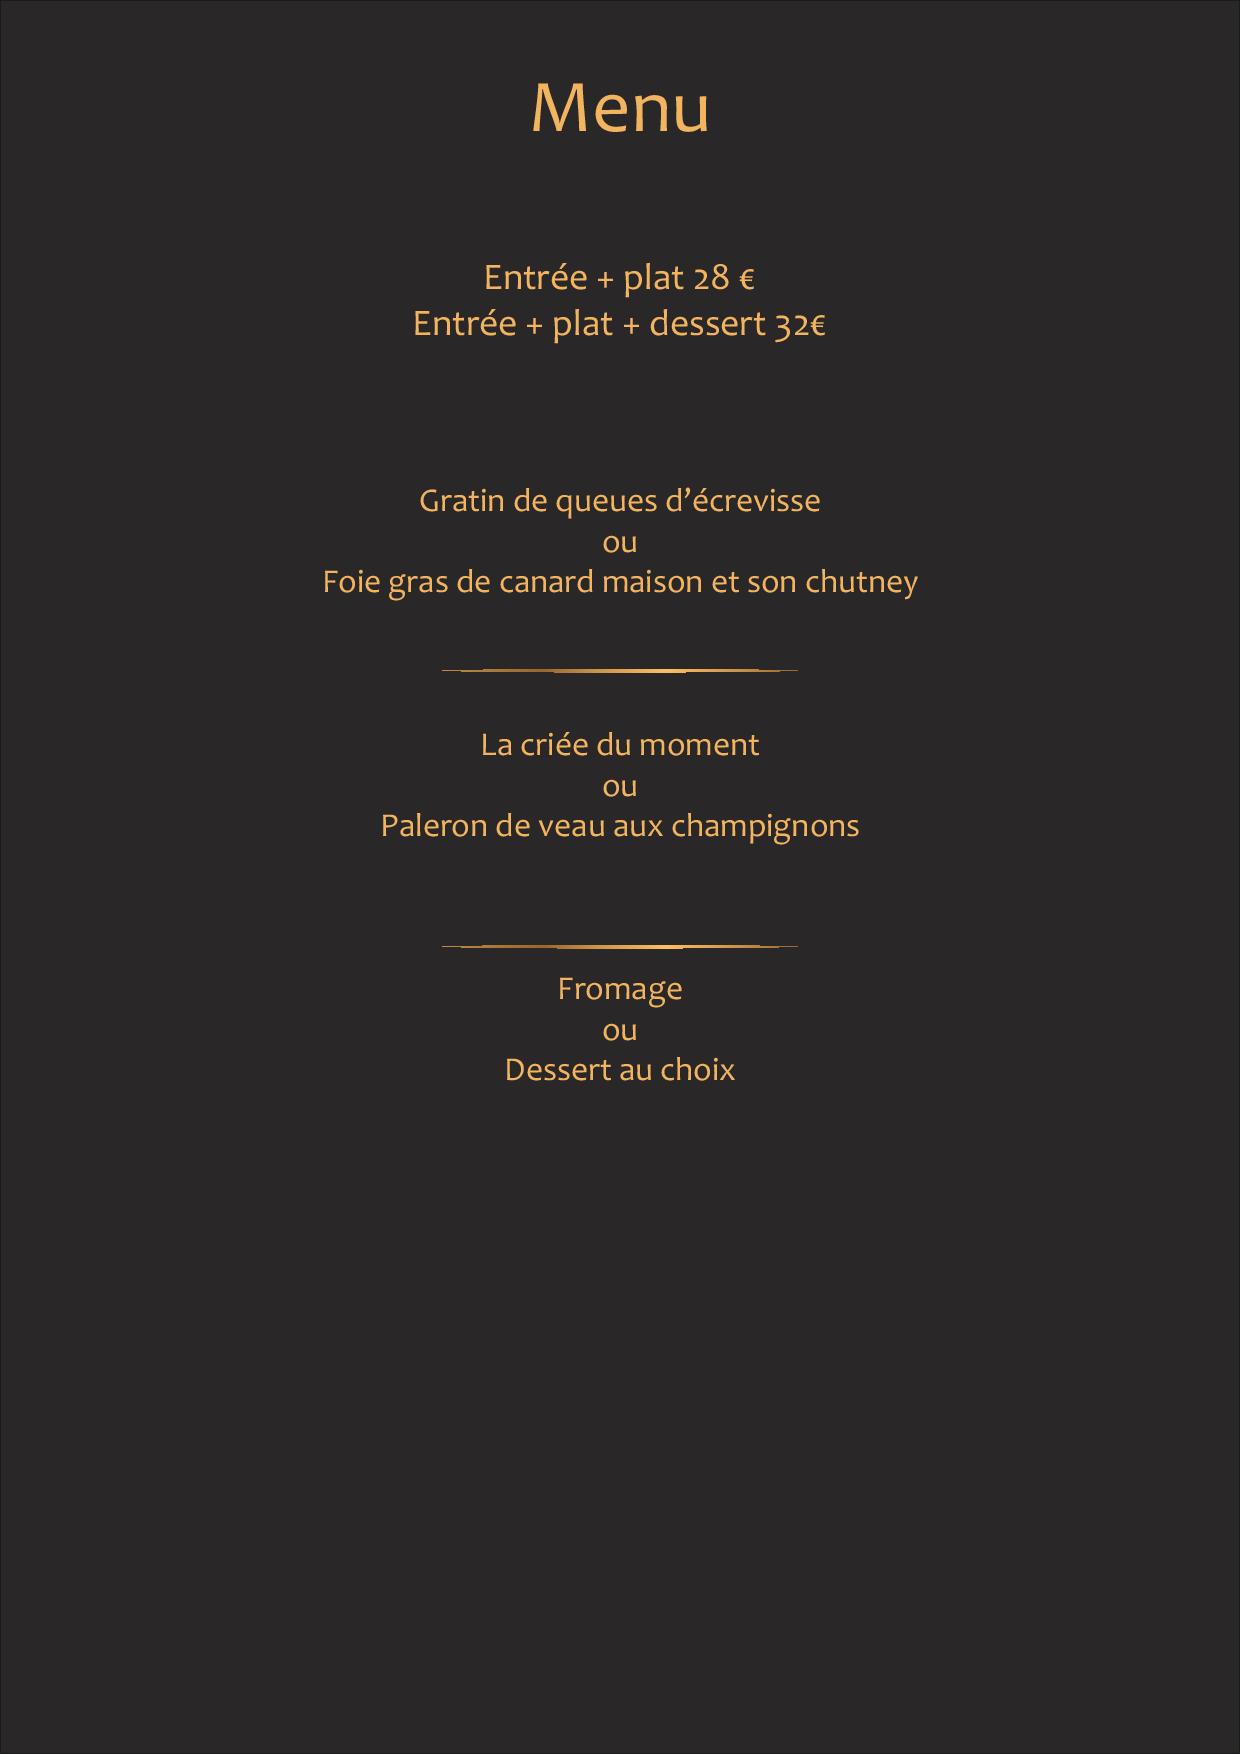 Menu
Entrée + plat 28 €
Entrée + plat + dessert 32€
Gratin de queues d’écrevisse
ou
Foie gras de canard maison et son chutney
La criée du moment
ou
Paleron de veau aux champignons
Fromage
ou
Dessert au choix